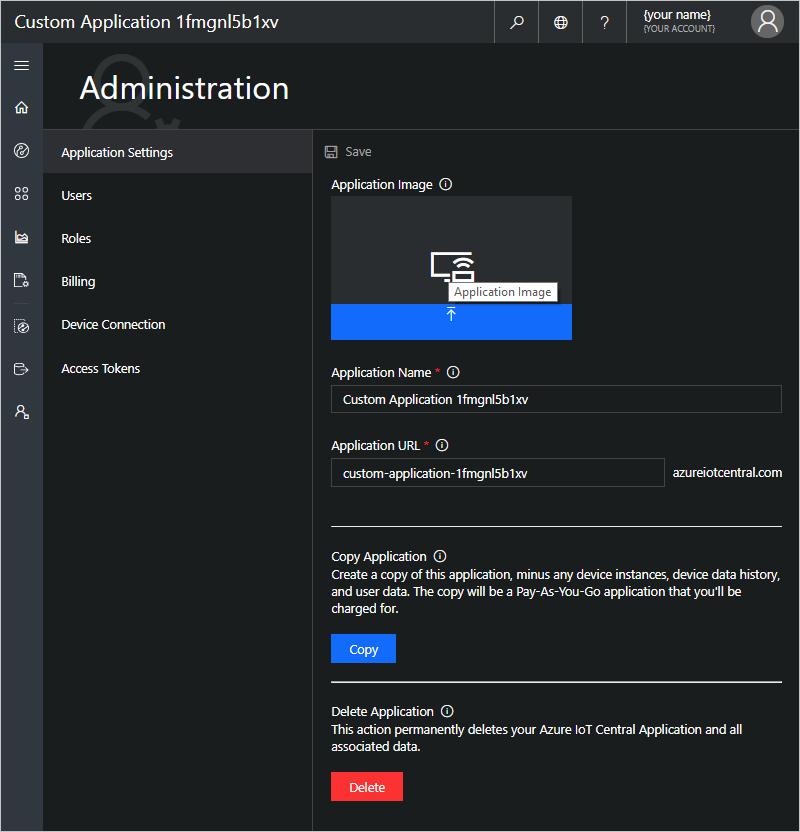 Custom Application 1fmgnl5b1xv
?
{your name}
{YOUR ACCOUNT}
Administration
Application Settings
Users
Roles
Billing
Device Connection
Access Tokens
Save
Application Image
Application Image
Application Name *
Custom Application 1fmgnl5b1xv
Application URL *
custom-application-1fmgnl5b1xv
azureiotcentral.com
Copy Application
Create a copy of this application, minus any device instances, device data history,
and user data. The copy will be a Pay-As-You-Go application that you'll be
charged for.
Copy
Delete Application
This action permanently deletes your Azure IoT Central Application and all
associated data.
Delete